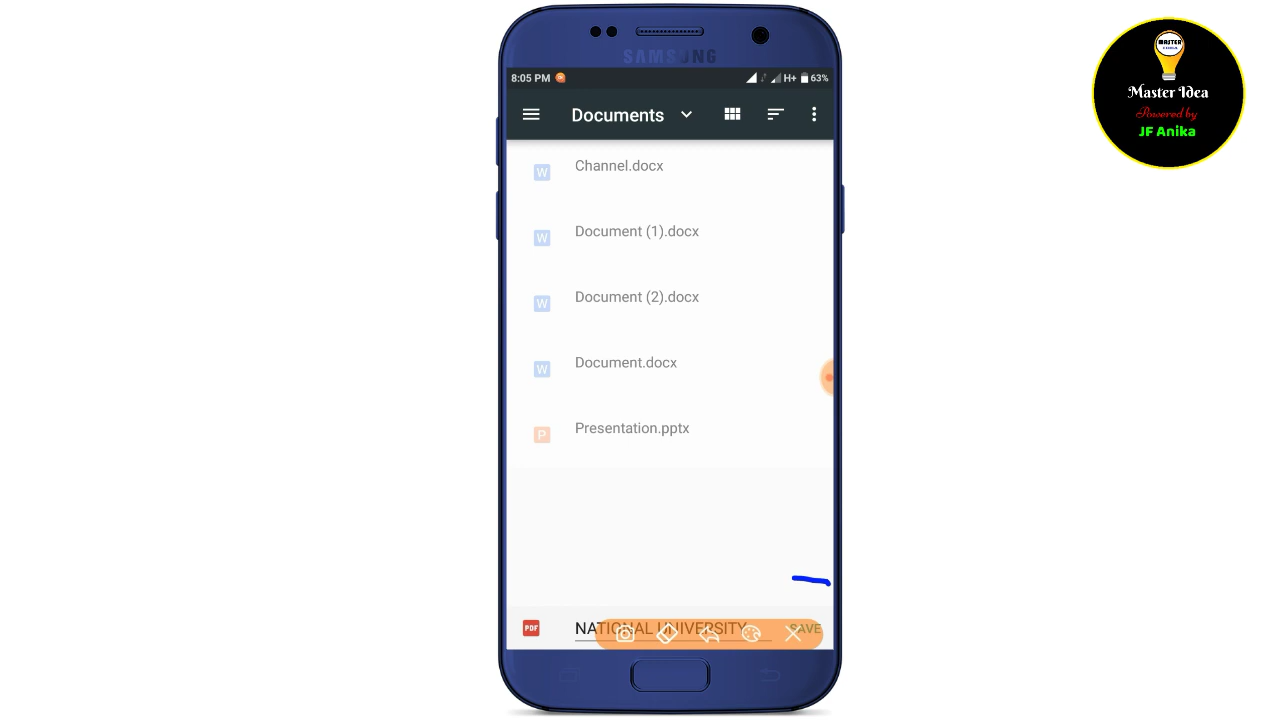 SAMSUNG
8:05 PM
H+ 63%
Documents
W Channel.docx
W Document (1).docx
W Document (2).docx
W Document.docx
P Presentation.pptx
PDF NATIONAL UNIVERSITY SAVE
MASTER
Master Idea
Powered by
JF Anika